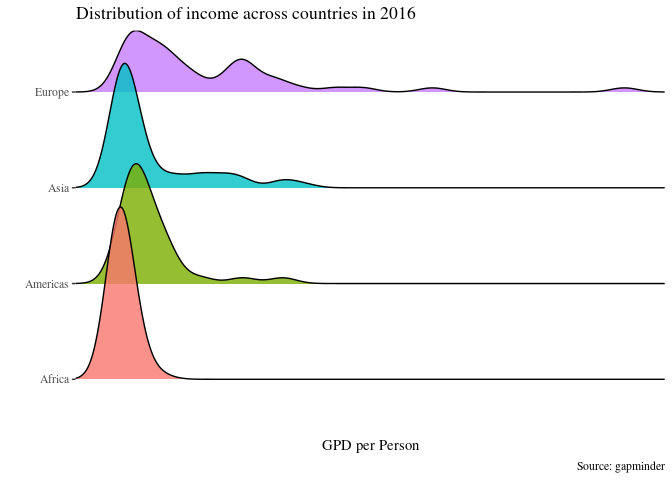 Distribution of income across countries in 2016
Europe
Asia
Americas
Africa
GPD per Person
Source: gapminder